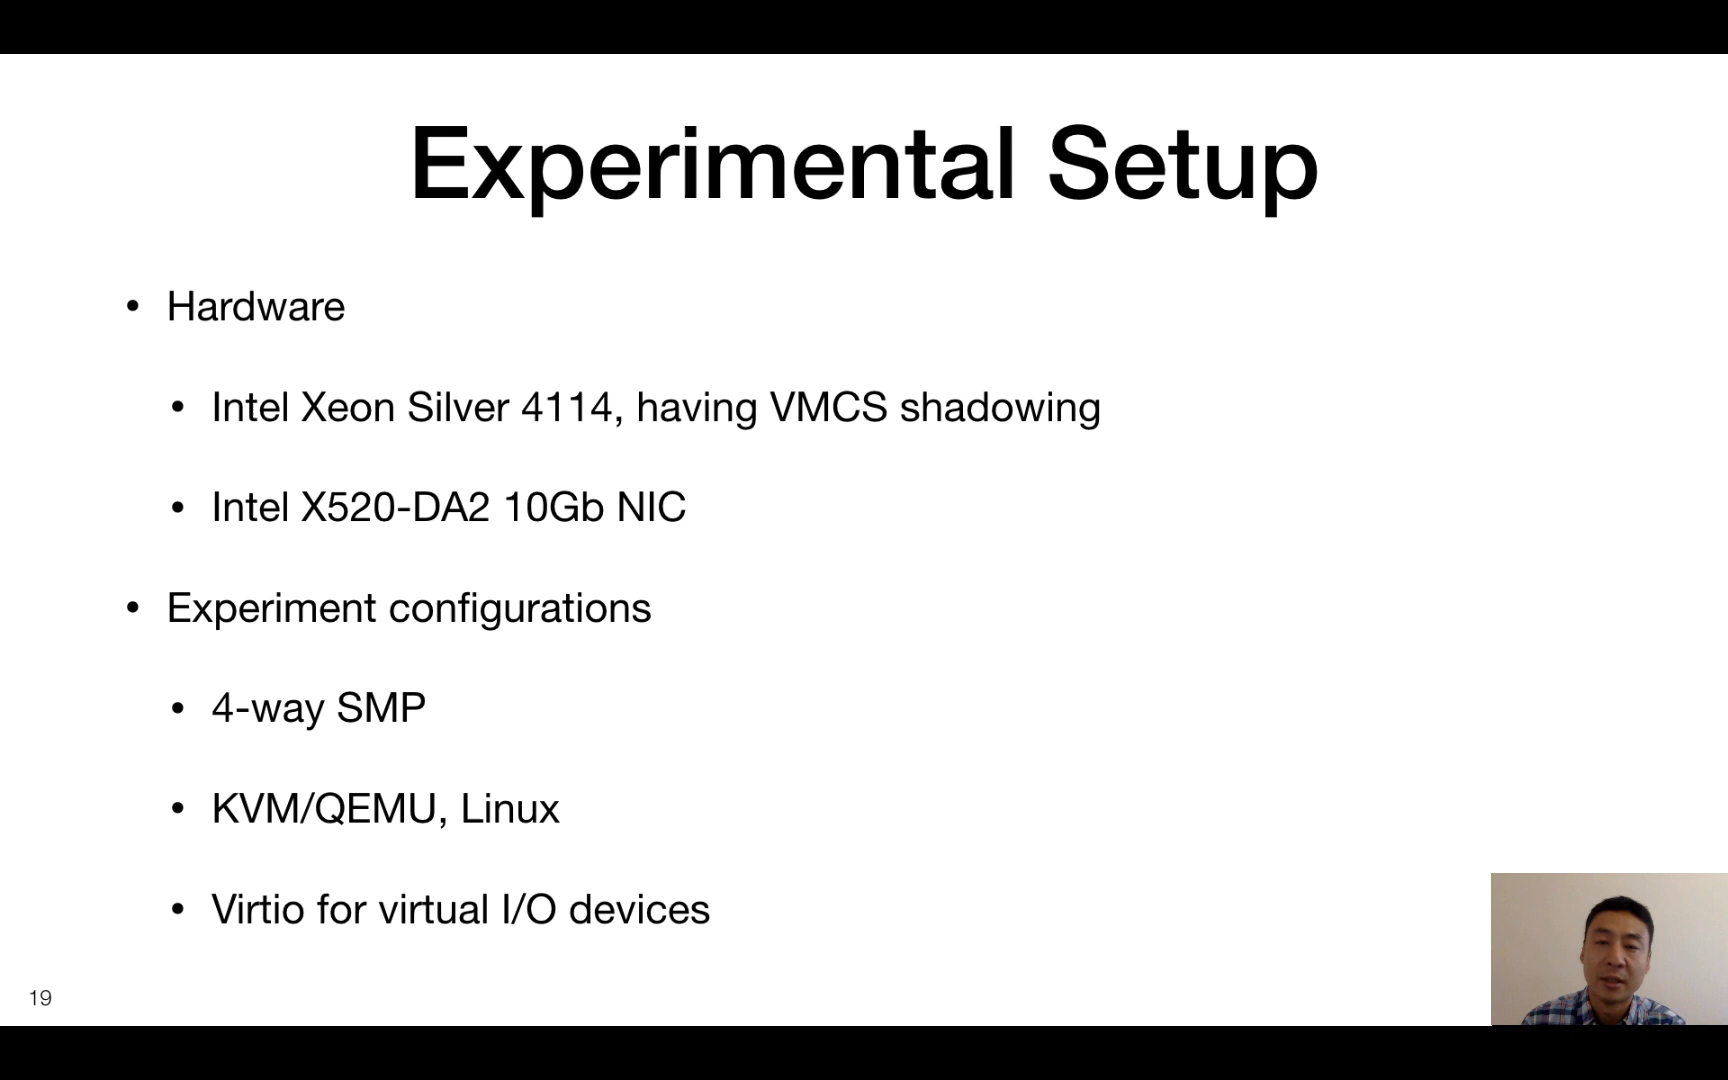 Experimental Setup
• Hardware
• Intel Xeon Silver 4114, having VMCS shadowing
• Intel X520-DA2 10Gb NIC
• Experiment configurations
• 4-way SMP
• KVM/QEMU, Linux
• Virtio for virtual I/O devices
19